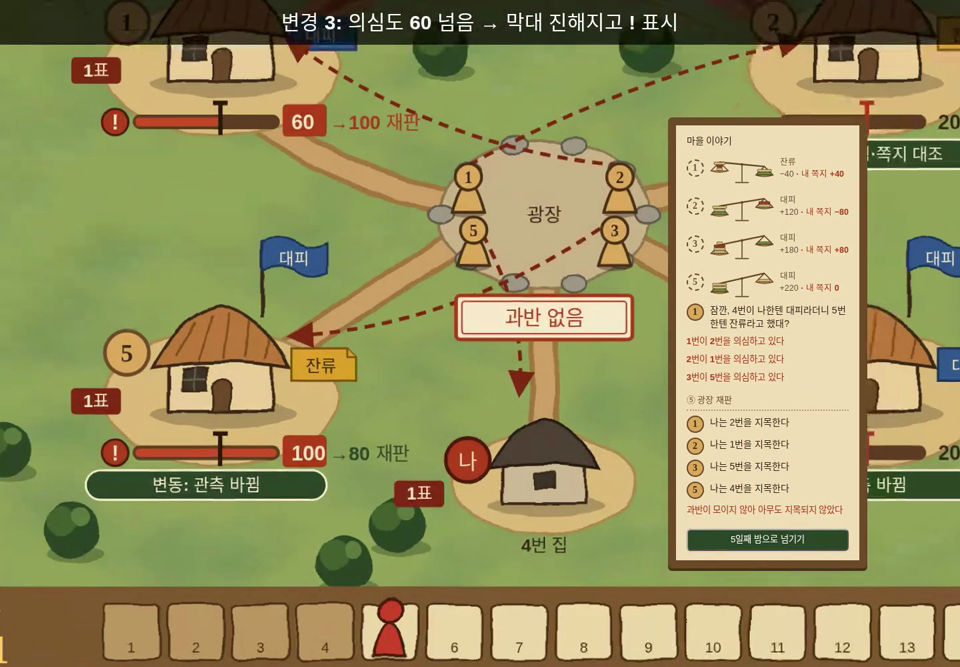 변경 3: 의심도 60 넘음 → 막대 진해지고 ! 표시
1
2
1표
!
60
→100 재판
20
·쪽지 대조
1
2
5
3
광장
대피
과반 없음
5
잔류
1표
!
100
→80 재판
변동: 관측 바뀜
나
1표
4번 집
마을 이야기
1
잔류
−40 · 내 쪽지 +40
2
대피
+120 · 내 쪽지 −80
3
대피
+180 · 내 쪽지 +80
5
대피
+220 · 내 쪽지 0
1
잠깐, 4번이 나한텐 대피라더니 5번
한텐 잔류라고 했대?
1번이 2번을 의심하고 있다
2번이 1번을 의심하고 있다
3번이 5번을 의심하고 있다
⑤ 광장 재판
1 나는 2번을 지목한다
2 나는 1번을 지목한다
3 나는 5번을 지목한다
5 나는 4번을 지목한다
과반이 모이지 않아 아무도 지목되지 않았다
5일째 밤으로 넘기기
대피
20
바뀜
1
2
3
4
6
7
8
9
10
11
12
13